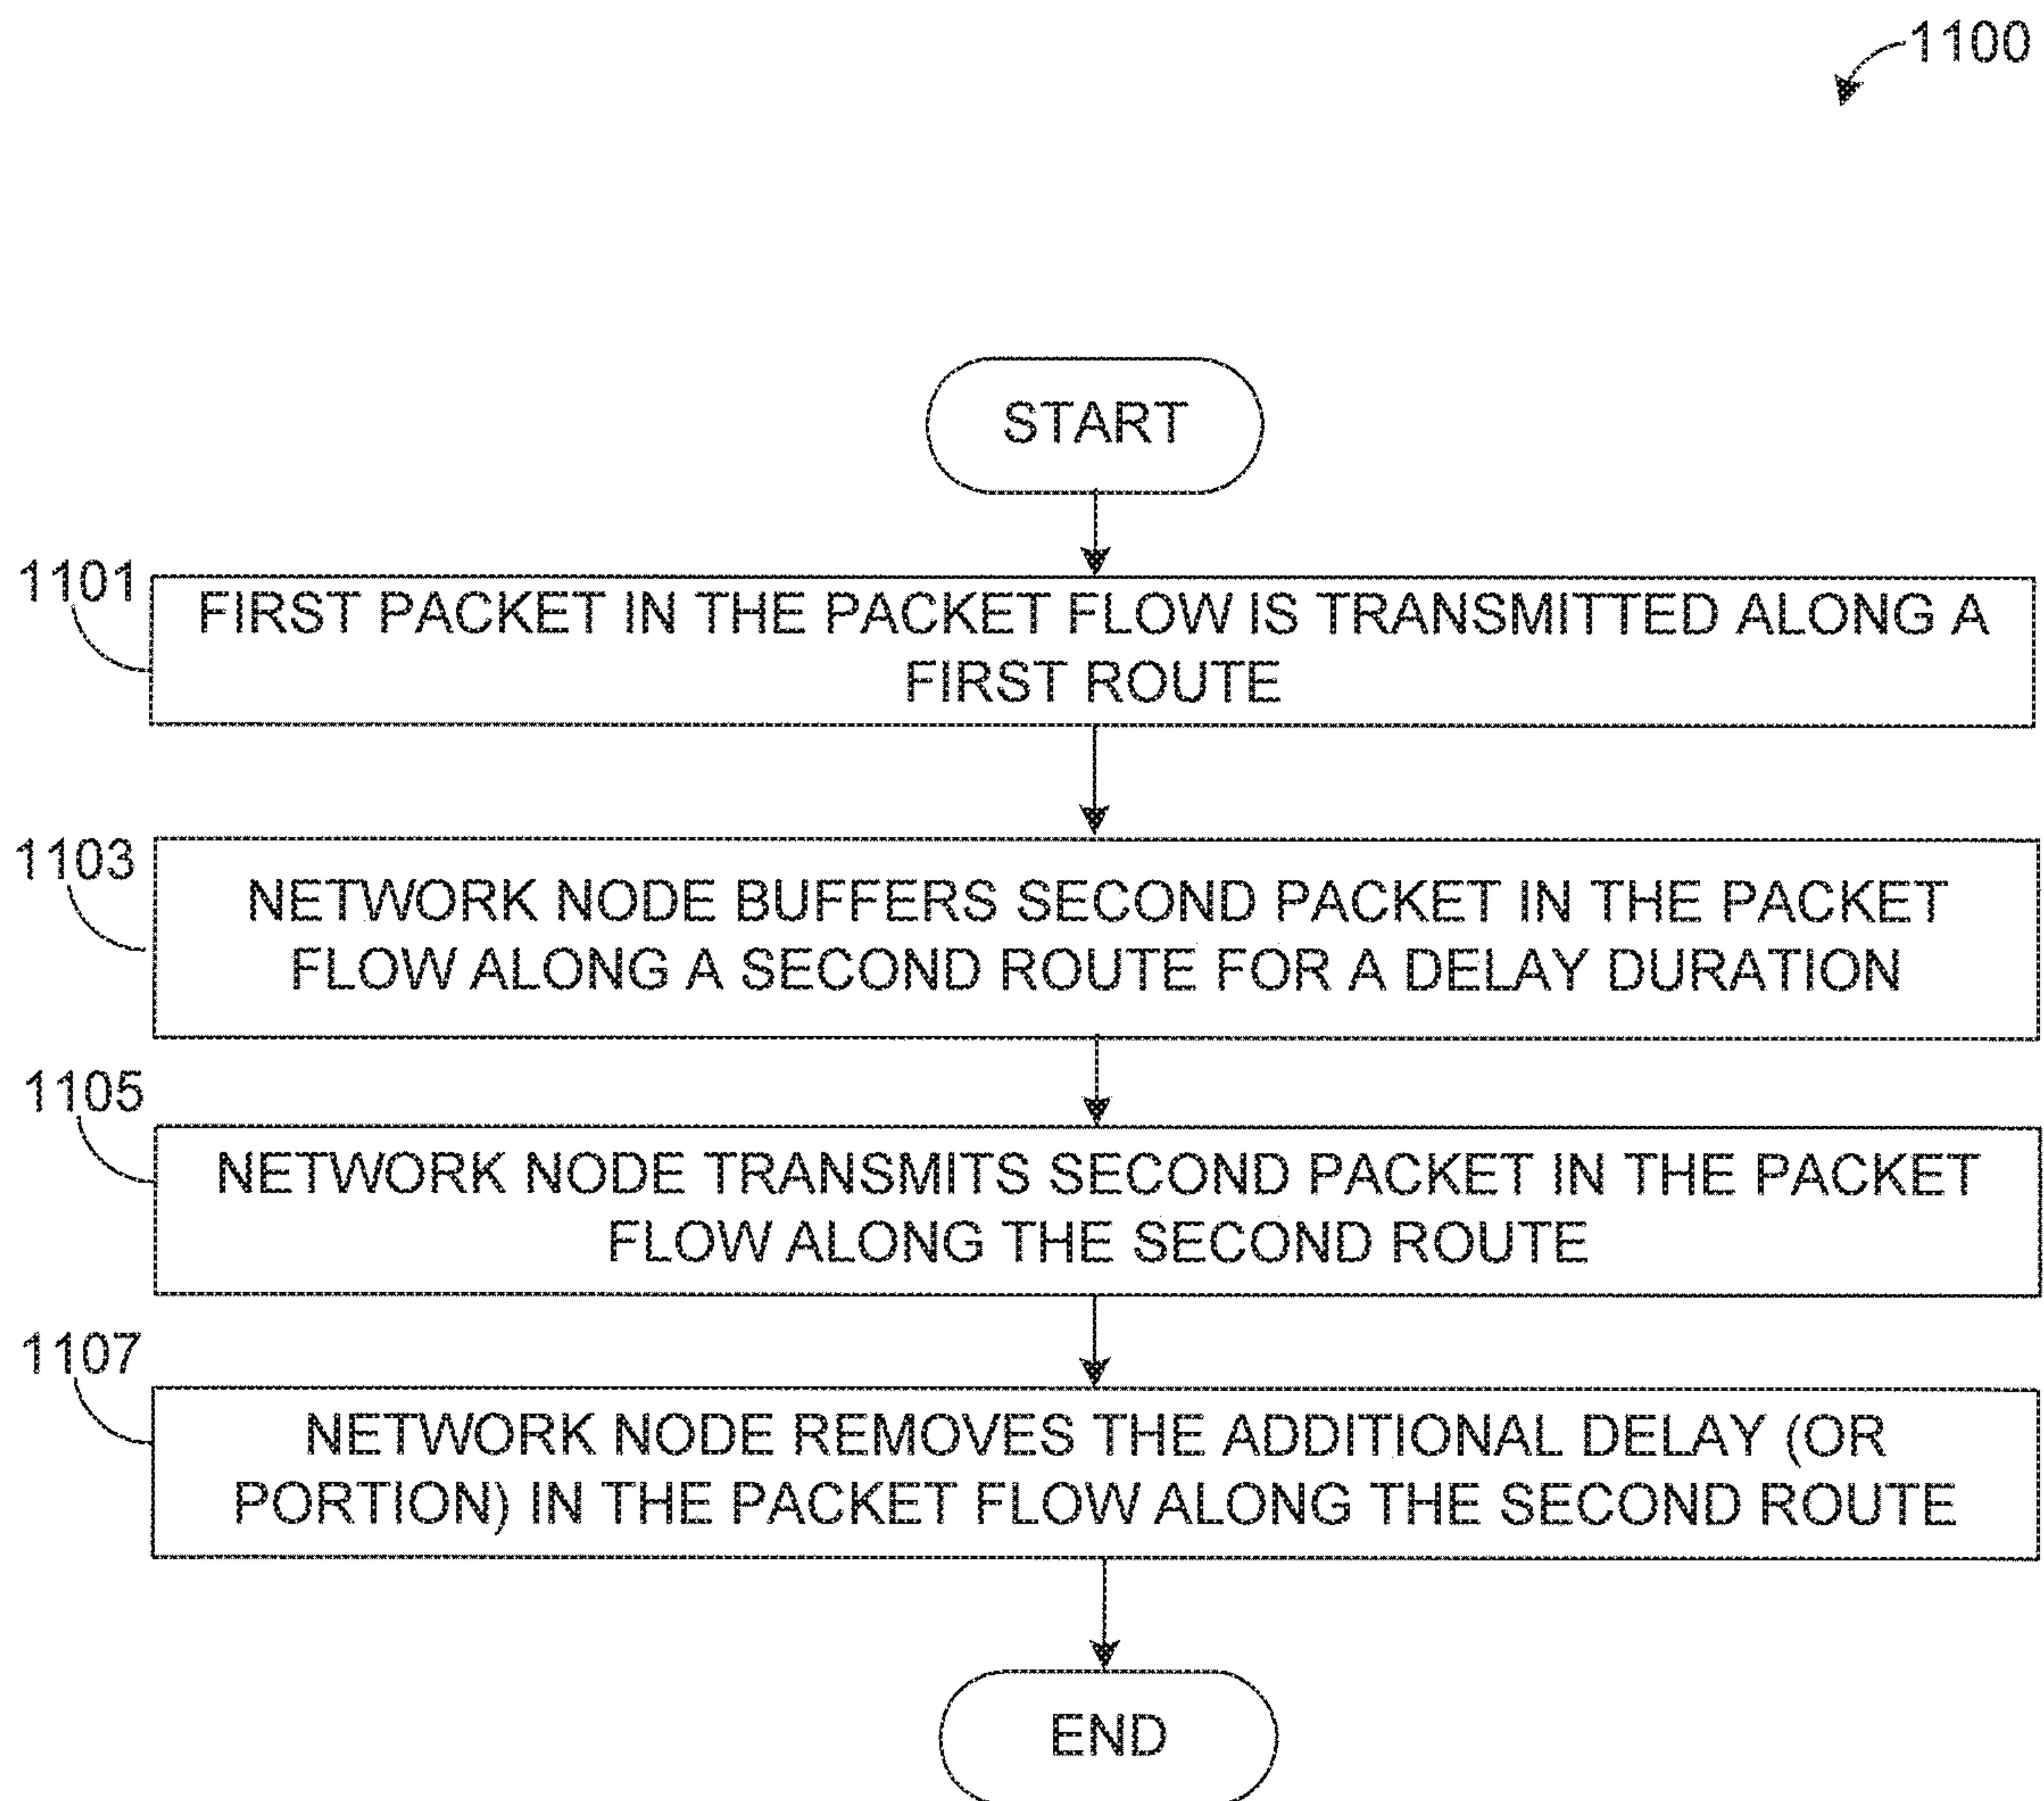 1100
START
1101
FIRST PACKET IN THE PACKET FLOW IS TRANSMITTED ALONG A
FIRST ROUTE
1103
NETWORK NODE BUFFERS SECOND PACKET IN THE PACKET
FLOW ALONG A SECOND ROUTE FOR A DELAY DURATION
1105
NETWORK NODE TRANSMITS SECOND PACKET IN THE PACKET
FLOW ALONG THE SECOND ROUTE
1107
NETWORK NODE REMOVES THE ADDITIONAL DELAY (OR
PORTION) IN THE PACKET FLOW ALONG THE SECOND ROUTE
END